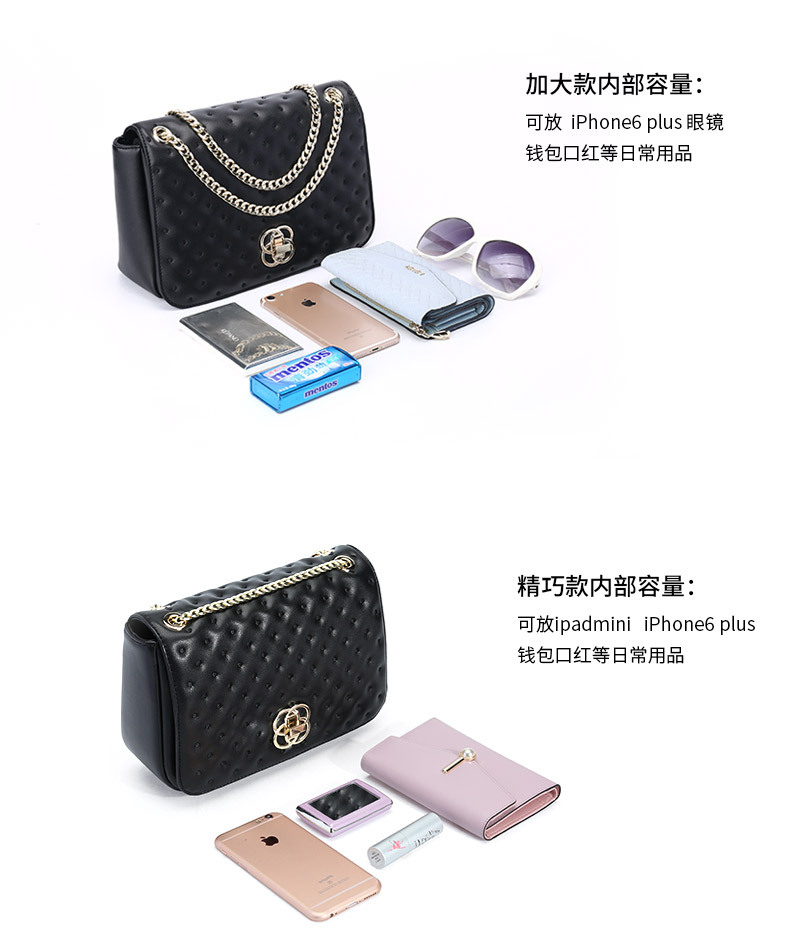 加大款内部容量：
可放 iPhone6 plus 眼镜
钱包口红等日常用品
mentos
mentos
精巧款内部容量：
可放ipadmini iPhone6 plus
钱包口红等日常用品